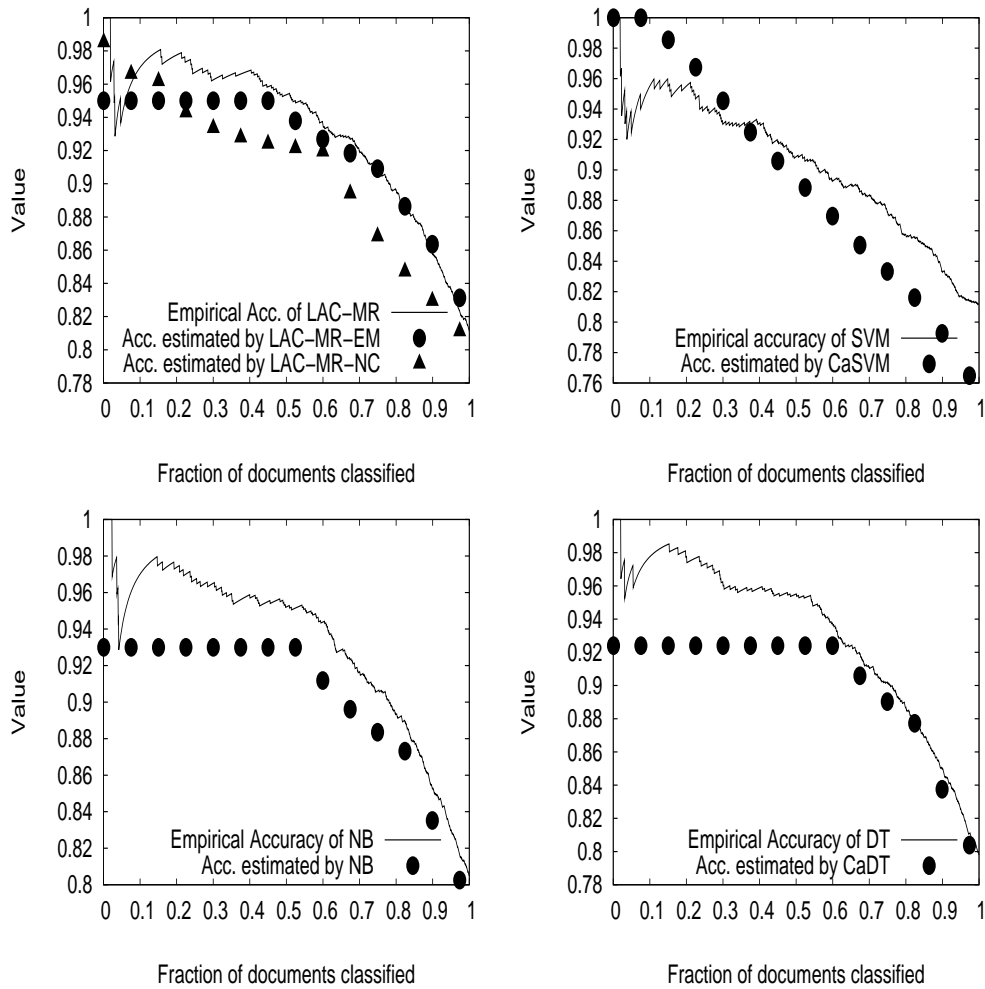 1
0.98
0.96
0.94
0.92
0.9
0.88
0.86
0.84
0.82
0.8
0.78
Value
Empirical Acc. of LAC-MR
Acc. estimated by LAC-MR-EM
Acc. estimated by LAC-MR-NC
0 0.1 0.2 0.3 0.4 0.5 0.6 0.7 0.8 0.9 1
Fraction of documents classified
1
0.98
0.96
0.94
0.92
0.9
0.88
0.86
0.84
0.82
0.8
0.78
0.76
Value
Empirical accuracy of SVM
Acc. estimated by CaSVM
0 0.1 0.2 0.3 0.4 0.5 0.6 0.7 0.8 0.9 1
Fraction of documents classified
1
0.98
0.96
0.94
0.92
0.9
0.88
0.86
0.84
0.82
0.8
Value
Empirical Accuracy of NB
Acc. estimated by NB
0 0.1 0.2 0.3 0.4 0.5 0.6 0.7 0.8 0.9 1
Fraction of documents classified
1
0.98
0.96
0.94
0.92
0.9
0.88
0.86
0.84
0.82
0.8
0.78
Value
Empirical Accuracy of DT
Acc. estimated by CaDT
0 0.1 0.2 0.3 0.4 0.5 0.6 0.7 0.8 0.9 1
Fraction of documents classified